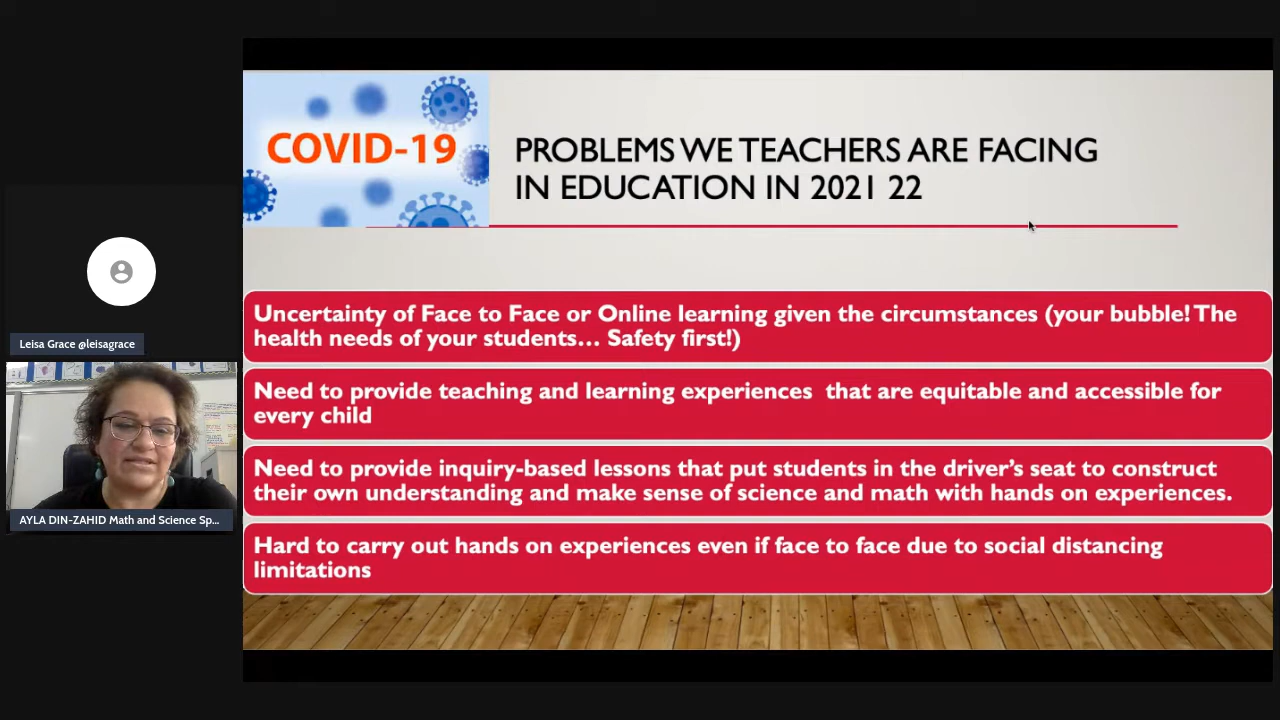 COVID-19
PROBLEMS WE TEACHERS ARE FACING
IN EDUCATION IN 2021 22
Uncertainty of Face to Face or Online learning given the circumstances (your bubble! The
health needs of your students... Safety first!)
Need to provide teaching and learning experiences that are equitable and accessible for
every child
Need to provide inquiry-based lessons that put students in the driver's seat to construct
their own understanding and make sense of science and math with hands on experiences.
Hard to carry out hands on experiences even if face to face due to social distancing
limitations
Leisa Grace @leisagrace
AYLA DIN-ZAHID Math and Science Sp...